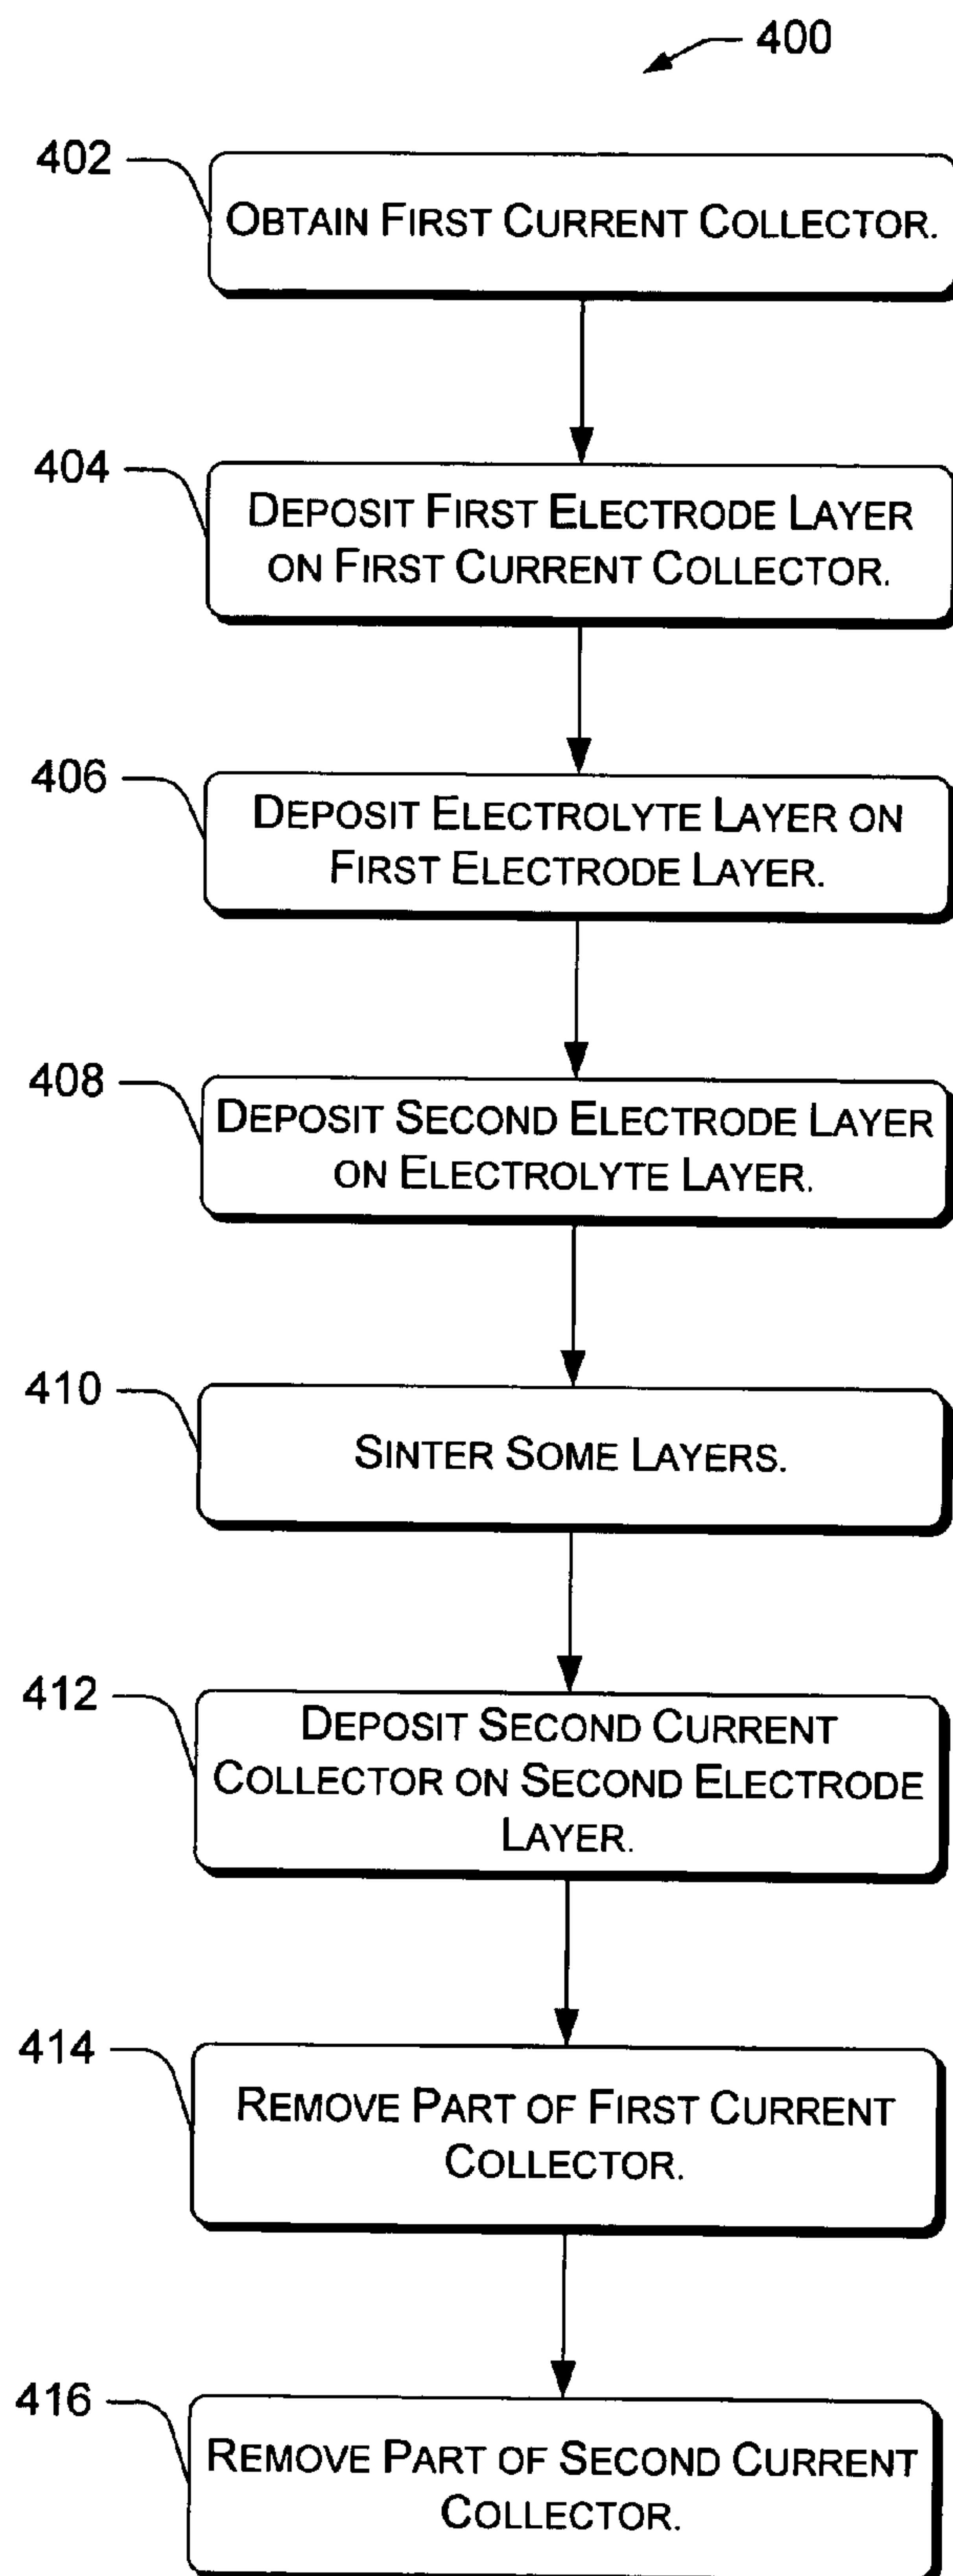 400
402
OBTAIN FIRST CURRENT COLLECTOR.
404
DEPOSIT FIRST ELECTRODE LAYER
ON FIRST CURRENT COLLECTOR.
406
DEPOSIT ELECTROLYTE LAYER ON
FIRST ELECTRODE LAYER.
408
DEPOSIT SECOND ELECTRODE LAYER
ON ELECTROLYTE LAYER.
410
SINTER SOME LAYERS.
412
DEPOSIT SECOND CURRENT
COLLECTOR ON SECOND ELECTRODE
LAYER.
414
REMOVE PART OF FIRST CURRENT
COLLECTOR.
416
REMOVE PART OF SECOND CURRENT
COLLECTOR.